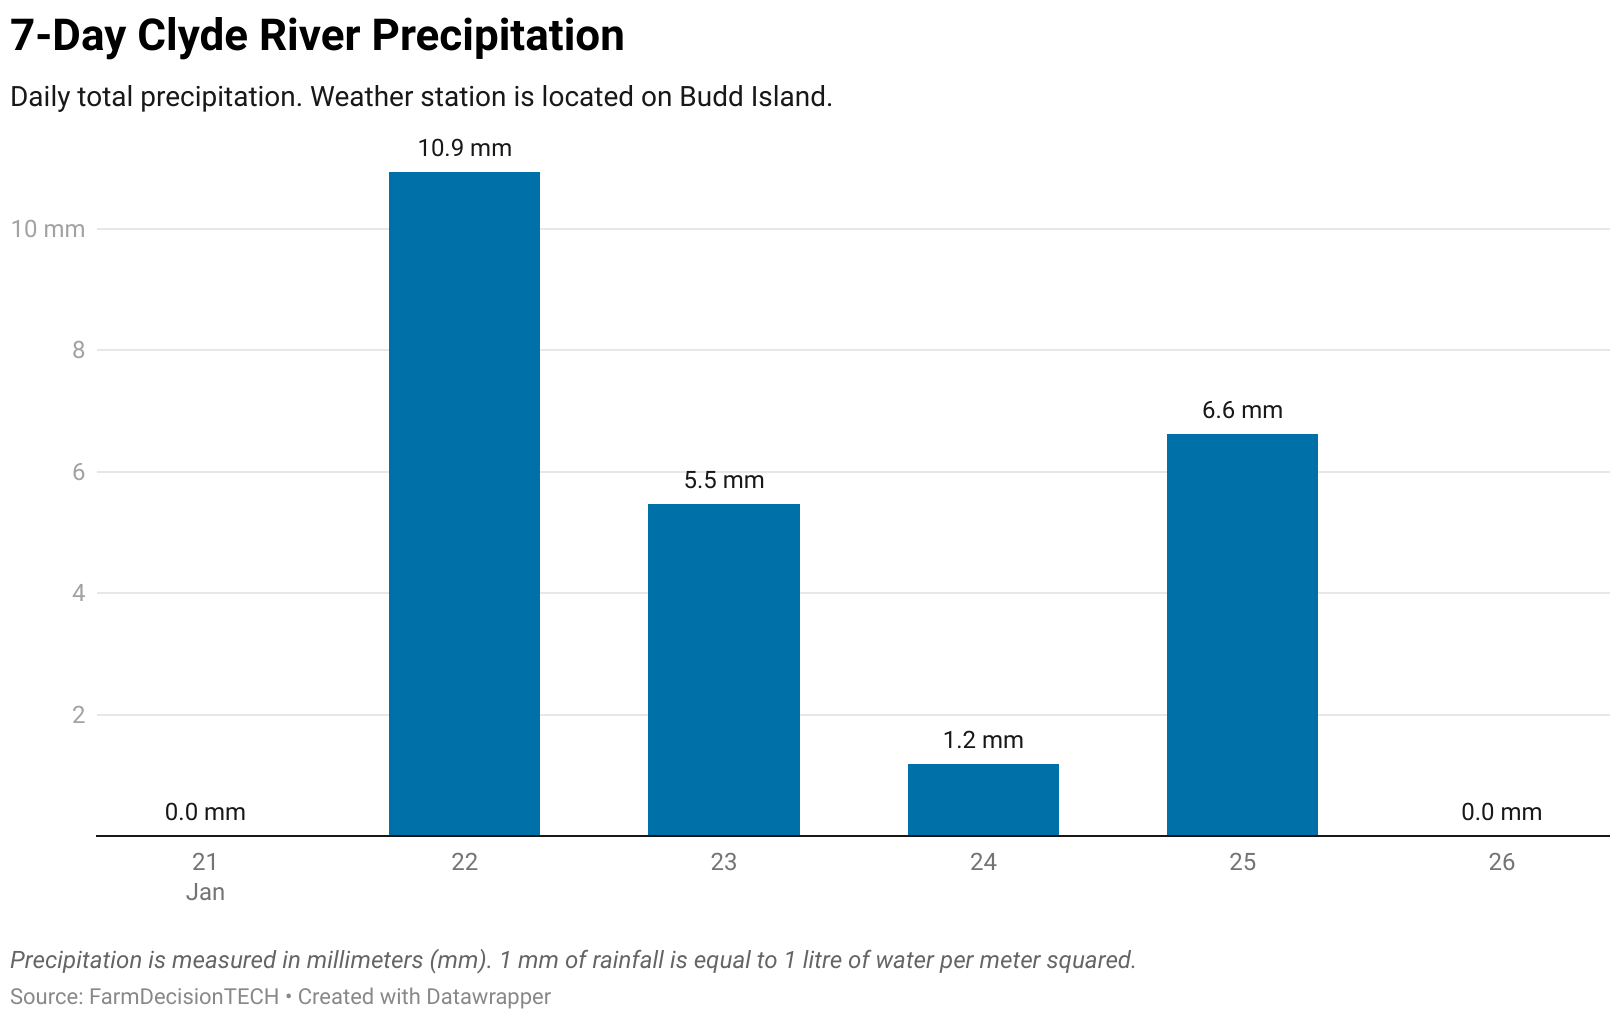 7-Day Clyde River Precipitation
Daily total precipitation. Weather station is located on Budd Island.
10.9 mm
10 mm
8
6.6 mm
6
5.5 mm
4
2
1.2 mm
0.0 mm
0.0 mm
21 22 23 24 25 26
Jan
Precipitation is measured in millimeters (mm). 1 mm of rainfall is equal to 1 litre of water per meter squared.
Source: FarmDecisionTECH • Created with Datawrapper